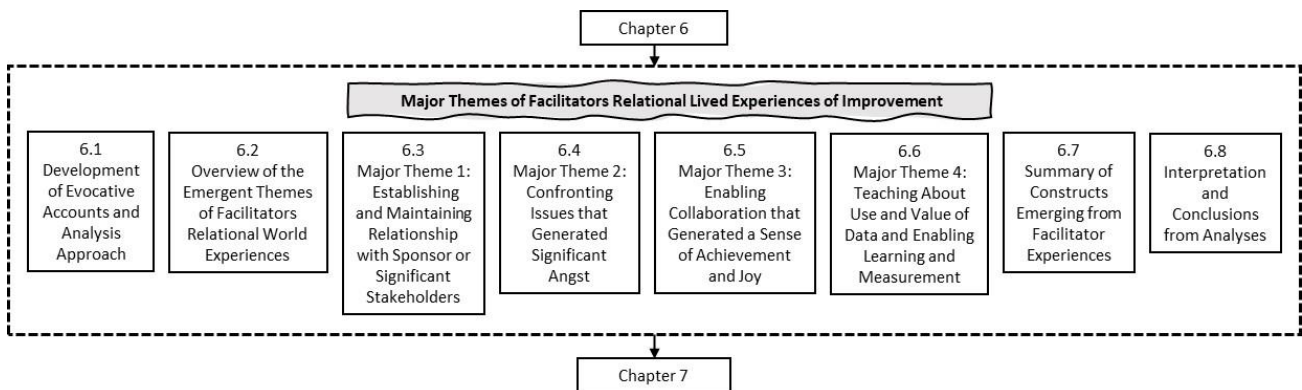 Chapter 6
Major Themes of Facilitators Relational Lived Experiences of Improvement
6.1
Development
of Evocative
Accounts and
Analysis
Approach
6.2
Overview of the
Emergent Themes
of Facilitators
Relational World
Experiences
6.3
Major Theme 1:
Establishing
and Maintaining
Relationship
with Sponsor or
Significant
Stakeholders
6.4
Major Theme 2:
Confronting
Issues that
Generated
Significant
Angst
6.5
Major Theme 3:
Enabling
Collaboration that
Generated a Sense
of Achievement
and Joy
6.6
Major Theme 4:
Teaching About
Use and Value of
Data and Enabling
Learning and
Measurement
6.7
Summary of
Constructs
Emerging from
Facilitator
Experiences
6.8
Interpretation
and
Conclusions
from Analyses
Chapter 7